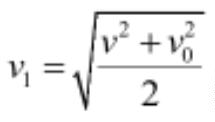 v₁ = √((v² + v₀²)/2)